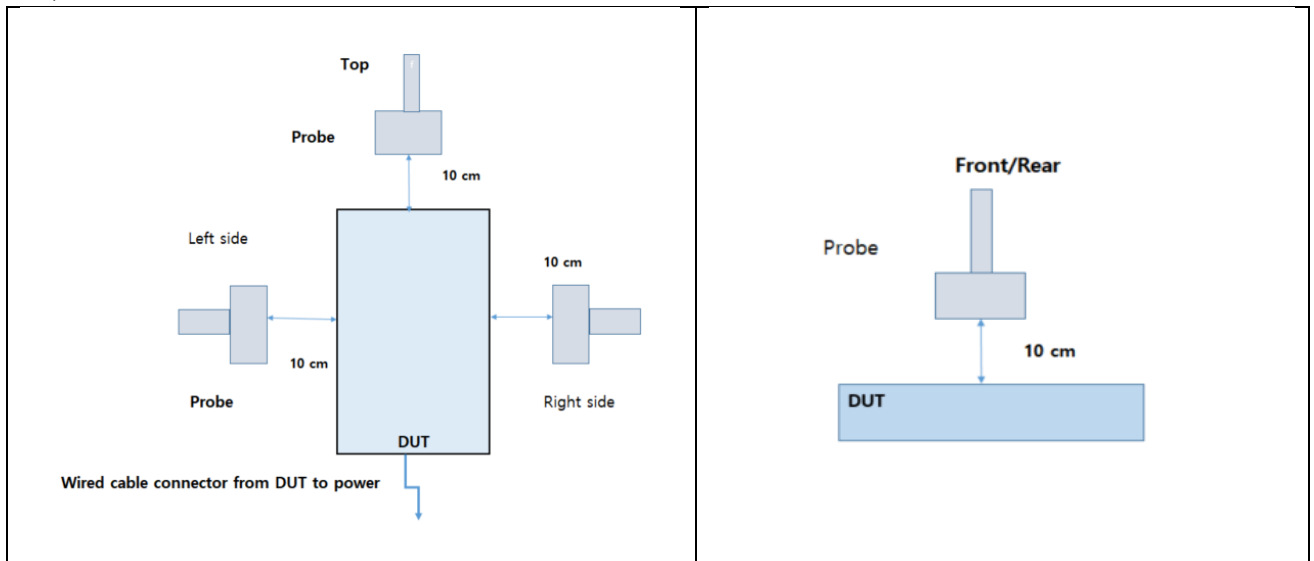 Top
Probe
10 cm
Left side
10 cm
10 cm
Probe
Right side
DUT
Wired cable connector from DUT to power
Front/Rear
Probe
10 cm
DUT